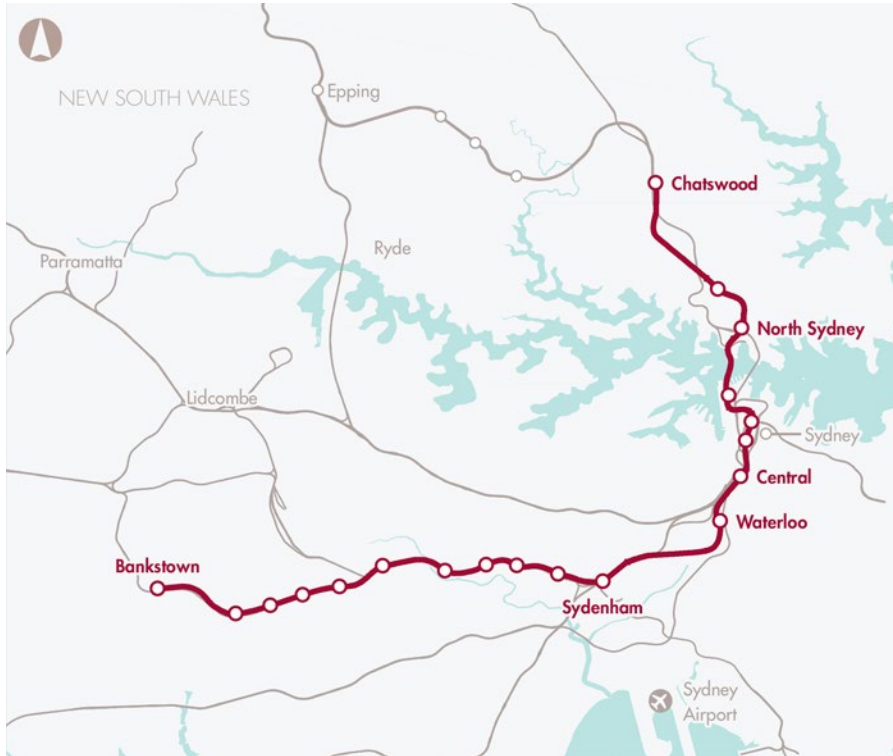 Epping
NEW SOUTH WALES
Chatswood
Ryde
Parramatta
North Sydney
Lidcombe
Sydney
Central
Waterloo
Bankstown
Sydenham
Sydney
Airport